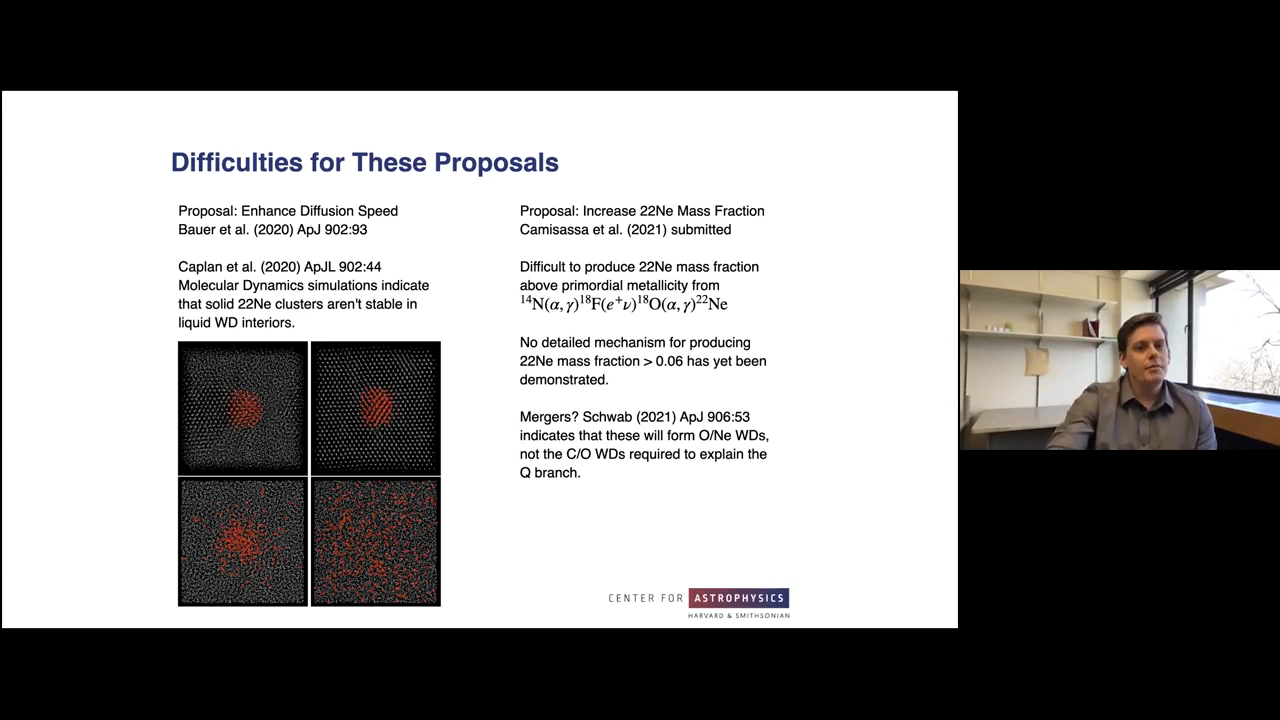 Difficulties for These Proposals
Proposal: Enhance Diffusion Speed
Bauer et al. (2020) ApJ 902:93
Caplan et al. (2020) ApJL 902:44
Molecular Dynamics simulations indicate
that solid 22Ne clusters aren't stable in
liquid WD interiors.
Proposal: Increase 22Ne Mass Fraction
Camisassa et al. (2021) submitted
Difficult to produce 22Ne mass fraction
above primordial metallicity from
¹⁴N(α, γ)¹⁸F(e⁺ν)¹⁸O(α, γ)²²Ne
No detailed mechanism for producing
22Ne mass fraction > 0.06 has yet been
demonstrated.
Mergers? Schwab (2021) ApJ 906:53
indicates that these will form O/Ne WDs,
not the C/O WDs required to explain the
Q branch.
CENTER FOR ASTROPHYSICS
HARVARD & SMITHSONIAN